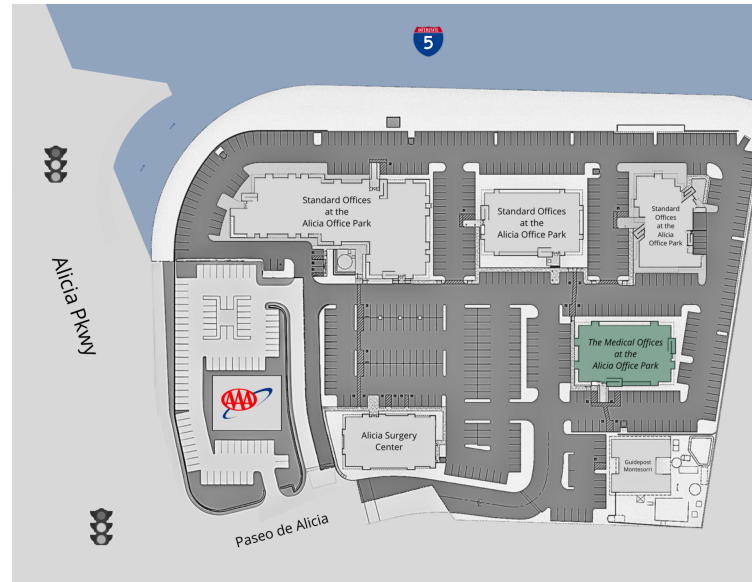 INTERSTATE
5
Standard Offices
at the
Alicia Office Park
Standard Offices
at the
Alicia Office Park
Standard
Offices
at the
Alicia
Office Park
Alicia Pkwy
The Medical Offices
at the
Alicia Office Park
AAA
Alicia Surgery
Center
Guidepost
Montesorri
Paseo de Alicia